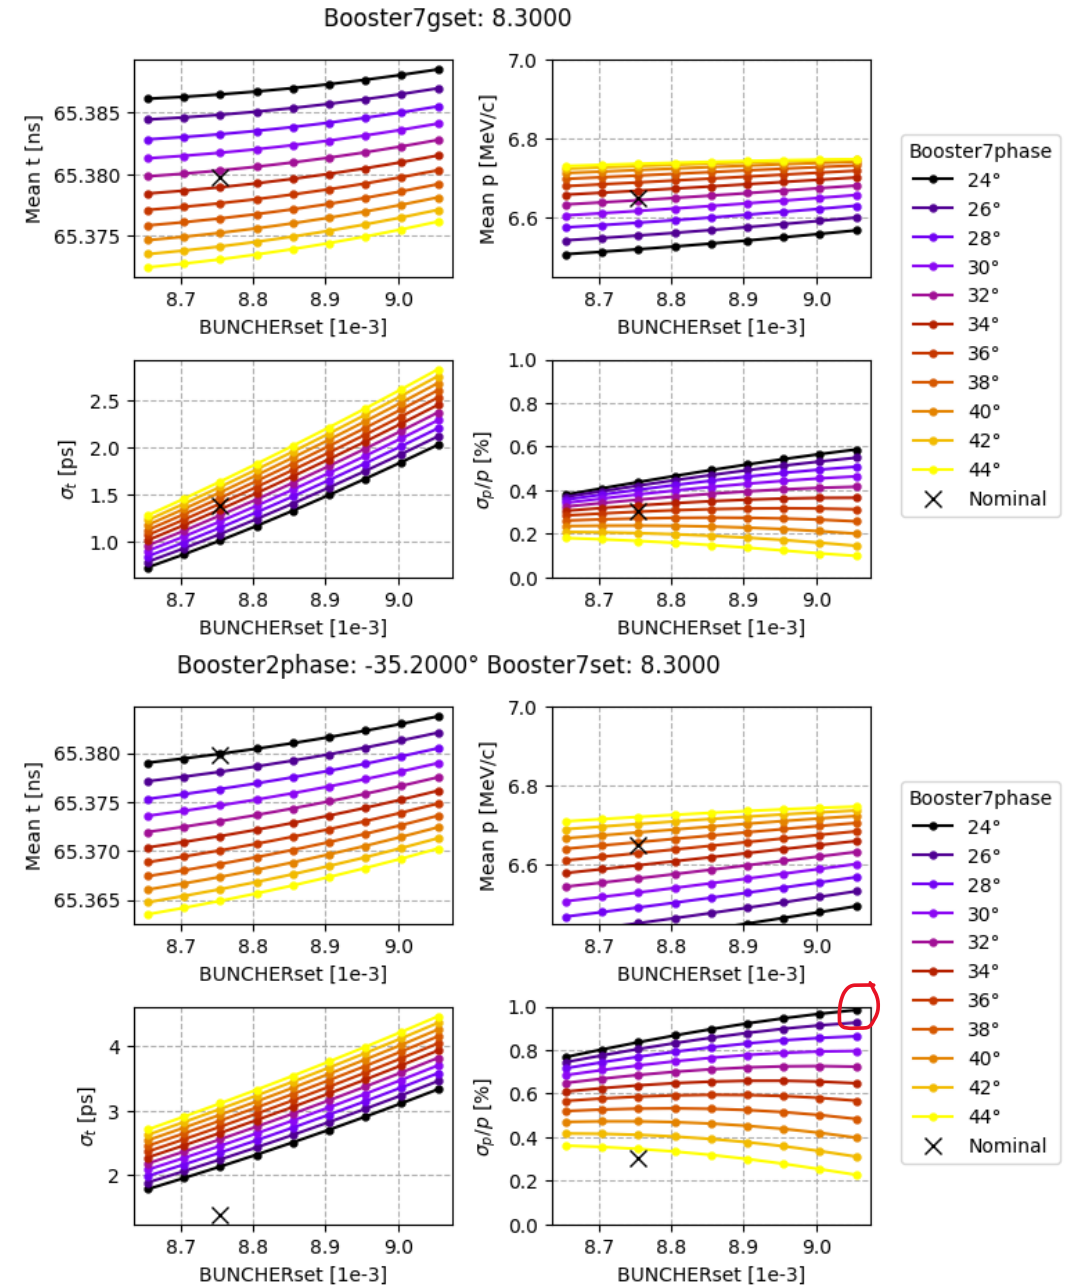 Booster7gset: 8.3000
Mean t [ns]
65.385
65.380
65.375
8.7 8.8 8.9 9.0
BUNCHERset [1e-3]
Mean p [MeV/c]
7.0
6.8
6.6
8.7 8.8 8.9 9.0
BUNCHERset [1e-3]
Booster7phase
24°
26°
28°
30°
32°
34°
36°
38°
40°
42°
44°
Nominal
σt [ps]
2.5
2.0
1.5
1.0
8.7 8.8 8.9 9.0
BUNCHERset [1e-3]
σp/p [%]
1.0
0.8
0.6
0.4
0.2
0.0
8.7 8.8 8.9 9.0
BUNCHERset [1e-3]
Booster2phase: -35.2000° Booster7set: 8.3000
Mean t [ns]
65.380
65.375
65.370
65.365
8.7 8.8 8.9 9.0
BUNCHERset [1e-3]
Mean p [MeV/c]
7.0
6.8
6.6
8.7 8.8 8.9 9.0
BUNCHERset [1e-3]
Booster7phase
24°
26°
28°
30°
32°
34°
36°
38°
40°
42°
44°
Nominal
σt [ps]
4
3
2
8.7 8.8 8.9 9.0
BUNCHERset [1e-3]
σp/p [%]
1.0
0.8
0.6
0.4
0.2
0.0
8.7 8.8 8.9 9.0
BUNCHERset [1e-3]